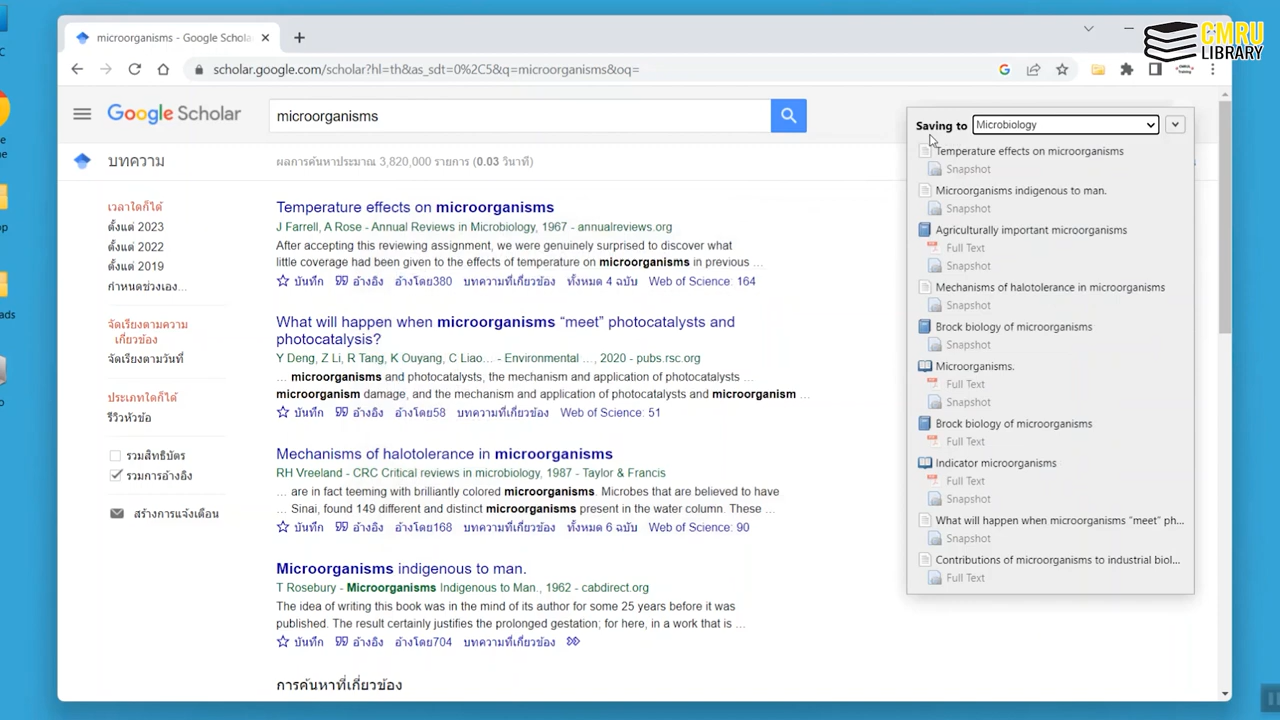 microorganisms - Google Schola
CMRU
LIBRARY
scholar.google.com/scholar?hl=th&as_sdt=0%2C5&q=microorganisms&oq=
Google Scholar
microorganisms
บทความ
ผลการค้นหาประมาณ 3,820,000 รายการ (0.03 วินาที)
เวลาใดก็ได้
ตั้งแต่ 2023
ตั้งแต่ 2022
ตั้งแต่ 2019
กำหนดช่วงเอง...
จัดเรียงตามความ
เกี่ยวข้อง
จัดเรียงตามวันที่
ประเภทใดก็ได้
รีวิวหัวข้อ
รวมสิทธิบัตร
รวมการอ้างอิง
สร้างการแจ้งเตือน
Temperature effects on microorganisms
J Farrell, A Rose - Annual Reviews in Microbiology, 1967 - annualreviews.org
After accepting this reviewing assignment, we were genuinely surprised to discover what
little coverage had been given to the effects of temperature on microorganisms in previous ...
บันทึก อ้างอิง อ้างโดย380 บทความที่เกี่ยวข้อง ทั้งหมด 4 ฉบับ Web of Science: 164
What will happen when microorganisms “meet” photocatalysts and
photocatalysis?
Y Deng, Z Li, R Tang, K Ouyang, C Liao... - Environmental ..., 2020 - pubs.rsc.org
... microorganisms and photocatalysts, the mechanism and application of photocatalysts ...
microorganism damage, and the mechanism and application of photocatalysts and microorganism ...
บันทึก อ้างอิง อ้างโดย58 บทความที่เกี่ยวข้อง Web of Science: 51
Mechanisms of halotolerance in microorganisms
RH Vreeland - CRC Critical reviews in microbiology, 1987 - Taylor & Francis
... are in fact teeming with brilliantly colored microorganisms. Microbes that are believed to have
... Sinai, found 149 different and distinct microorganisms present in the water column. These ...
บันทึก อ้างอิง อ้างโดย168 บทความที่เกี่ยวข้อง ทั้งหมด 6 ฉบับ Web of Science: 90
Microorganisms indigenous to man.
T Rosebury - Microorganisms Indigenous to Man., 1962 - cabdirect.org
The idea of writing this book was in the mind of its author for some 25 years before it was
published. The result certainly justifies the prolonged gestation; for here, in a work that is ...
บันทึก อ้างอิง อ้างโดย704 บทความที่เกี่ยวข้อง
การค้นหาที่เกี่ยวข้อง
Saving to Microbiology
Temperature effects on microorganisms
Snapshot
Microorganisms indigenous to man.
Snapshot
Agriculturally important microorganisms
Full Text
Snapshot
Mechanisms of halotolerance in microorganisms
Snapshot
Brock biology of microorganisms
Snapshot
Microorganisms.
Full Text
Snapshot
Brock biology of microorganisms
Full Text
Indicator microorganisms
Full Text
Snapshot
What will happen when microorganisms “meet” ph...
Snapshot
Contributions of microorganisms to industrial biol...
Full Text